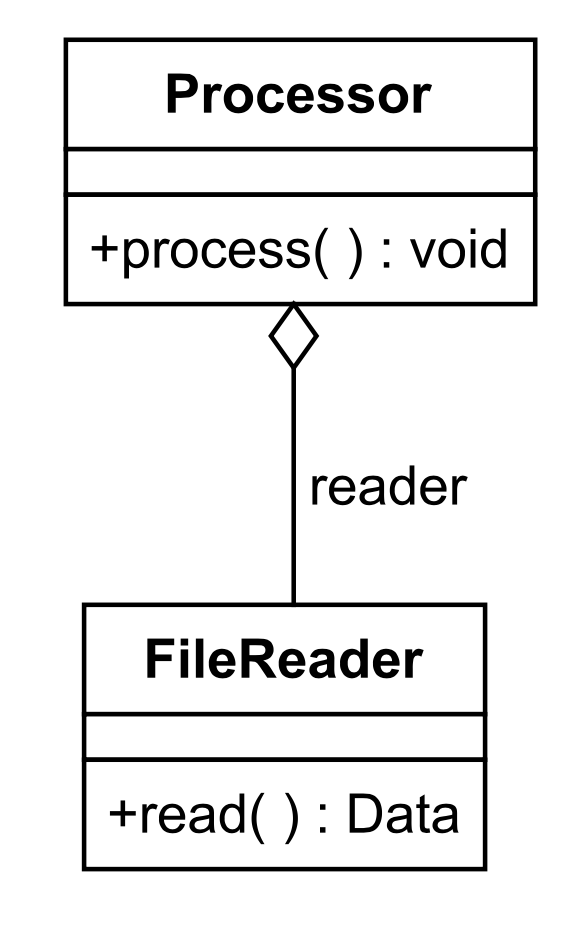 Processor
+process( ) : void
reader
FileReader
+read( ) : Data